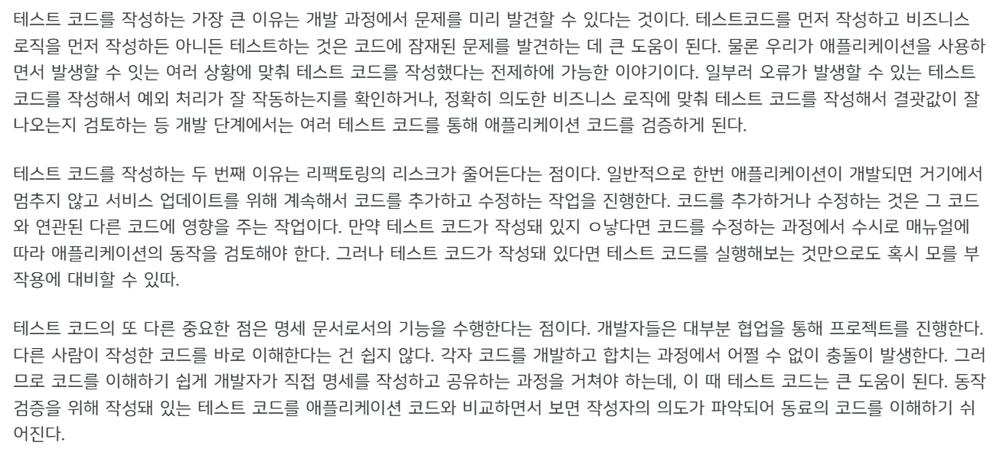 테스트 코드를 작성하는 가장 큰 이유는 개발 과정에서 문제를 미리 발견할 수 있다는 것이다. 테스트코드를 먼저 작성하고 비즈니스
로직을 먼저 작성하든 아니든 테스트하는 것은 코드에 잠재된 문제를 발견하는 데 큰 도움이 된다. 물론 우리가 애플리케이션을 사용하
면서 발생할 수 잇는 여러 상황에 맞춰 테스트 코드를 작성했다는 전제하에 가능한 이야기이다. 일부러 오류가 발생할 수 있는 테스트
코드를 작성해서 예외 처리가 잘 작동하는지를 확인하거나, 정확히 의도한 비즈니스 로직에 맞춰 테스트 코드를 작성해서 결괏값이 잘
나오는지 검토하는 등 개발 단계에서는 여러 테스트 코드를 통해 애플리케이션 코드를 검증하게 된다.
테스트 코드를 작성하는 두 번째 이유는 리팩토링의 리스크가 줄어든다는 점이다. 일반적으로 한번 애플리케이션이 개발되면 거기에서
멈추지 않고 서비스 업데이트를 위해 계속해서 코드를 추가하고 수정하는 작업을 진행한다. 코드를 추가하거나 수정하는 것은 그 코드
와 연관된 다른 코드에 영향을 주는 작업이다. 만약 테스트 코드가 작성돼 있지 ㅇ낳다면 코드를 수정하는 과정에서 수시로 매뉴얼에
따라 애플리케이션의 동작을 검토해야 한다. 그러나 테스트 코드가 작성돼 있다면 테스트 코드를 실행해보는 것만으로도 혹시 모를 부
작용에 대비할 수 있따.
테스트 코드의 또 다른 중요한 점은 명세 문서로서의 기능을 수행한다는 점이다. 개발자들은 대부분 협업을 통해 프로젝트를 진행한다.
다른 사람이 작성한 코드를 바로 이해한다는 건 쉽지 않다. 각자 코드를 개발하고 합치는 과정에서 어쩔 수 없이 충돌이 발생한다. 그러
므로 코드를 이해하기 쉽게 개발자가 직접 명세를 작성하고 공유하는 과정을 거쳐야 하는데, 이 때 테스트 코드는 큰 도움이 된다. 동작
검증을 위해 작성돼 있는 테스트 코드를 애플리케이션 코드와 비교하면서 보면 작성자의 의도가 파악되어 동료의 코드를 이해하기 쉬
어진다.